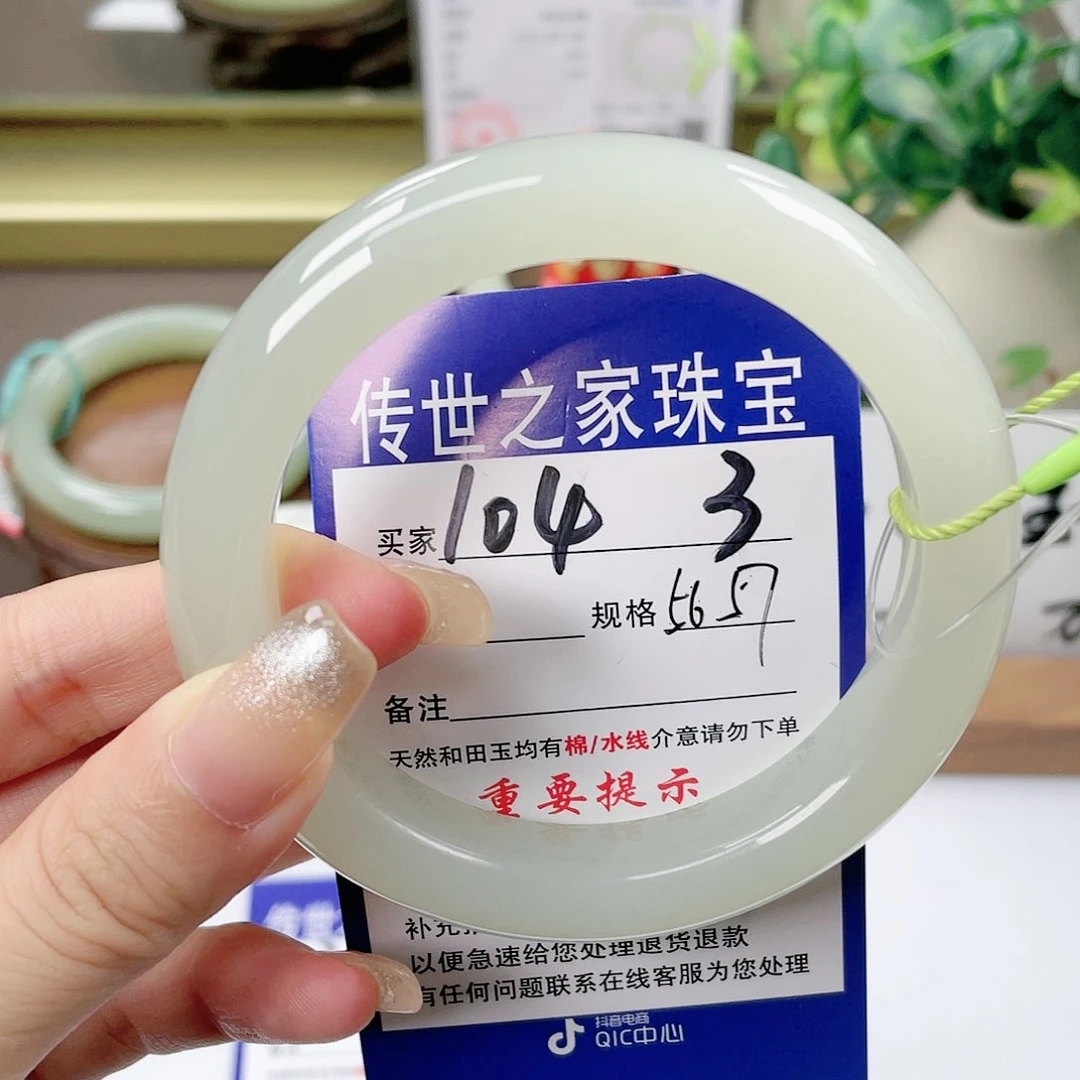 传世之家珠宝
买家 104 3
规格 56 57
备注
天然和田玉均有棉/水线介意请勿下单
重要提示
补充
以便急速给您处理退货退款
有任何问题联系在线客服为您处理
抖音电商
QIC中心